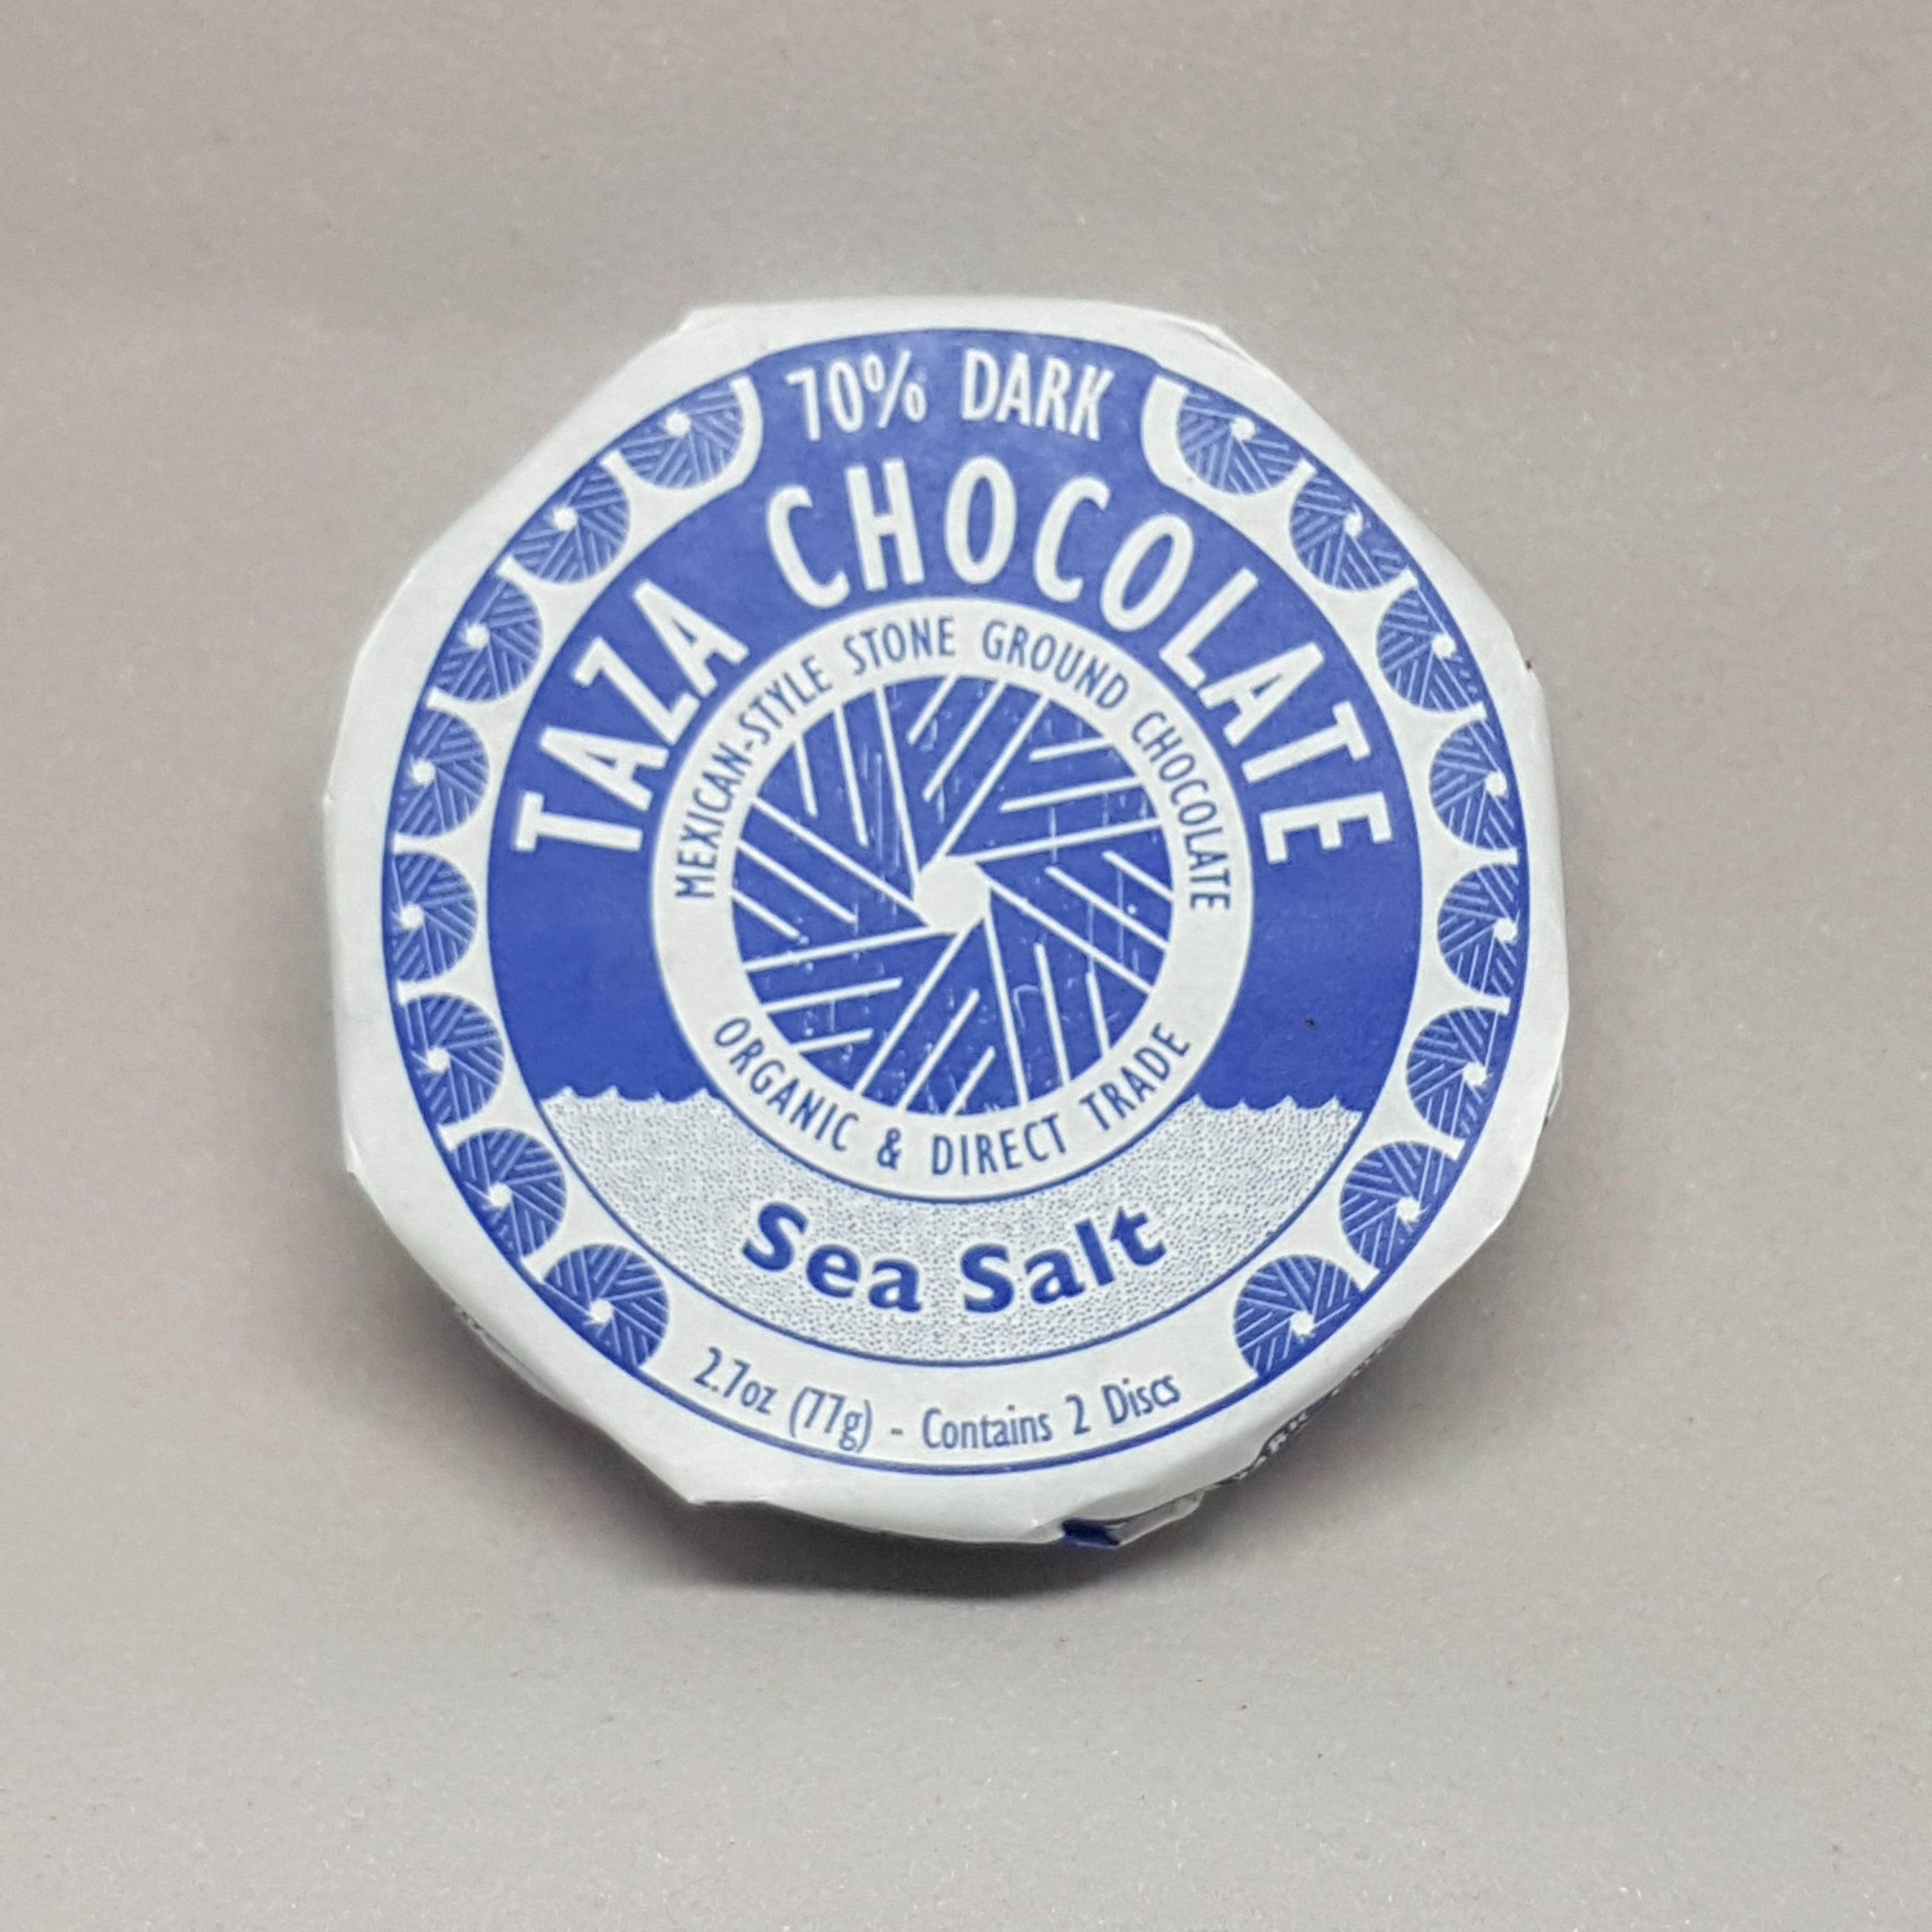 70% DARK
TAZA CHOCOLATE
MEXICAN-STYLE STONE GROUND CHOCOLATE
ORGANIC & DIRECT TRADE
Sea Salt
2.7oz (77g) - Contains 2 Discs